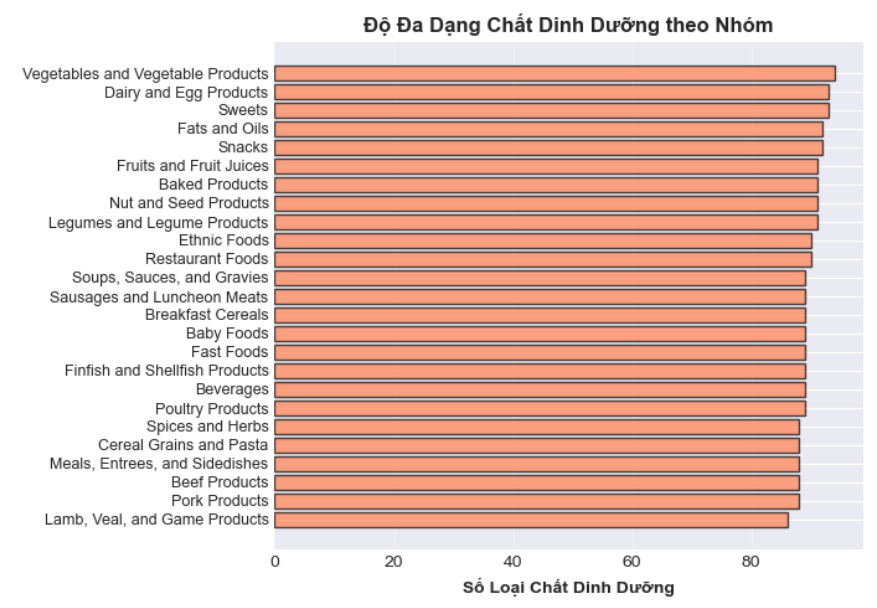 Độ Đa Dạng Chất Dinh Dưỡng theo Nhóm
Vegetables and Vegetable Products
Dairy and Egg Products
Sweets
Fats and Oils
Snacks
Fruits and Fruit Juices
Baked Products
Nut and Seed Products
Legumes and Legume Products
Ethnic Foods
Restaurant Foods
Soups, Sauces, and Gravies
Sausages and Luncheon Meats
Breakfast Cereals
Baby Foods
Fast Foods
Finfish and Shellfish Products
Beverages
Poultry Products
Spices and Herbs
Cereal Grains and Pasta
Meals, Entrees, and Sidedishes
Beef Products
Pork Products
Lamb, Veal, and Game Products
0 20 40 60 80
Số Loại Chất Dinh Dưỡng